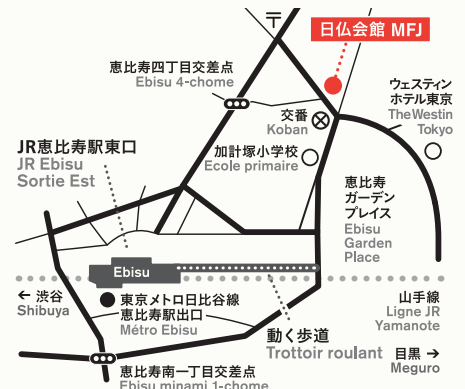 〒
日仏会館 MFJ
恵比寿四丁目交差点
Ebisu 4-chome
ウェスティン
ホテル東京
The Westin
Tokyo
交番
Koban
加計塚小学校
Ecole primaire
JR恵比寿駅東口
JR Ebisu
Sortie Est
恵比寿
ガーデン
プレイス
Ebisu
Garden
Place
Ebisu
← 渋谷
Shibuya
東京メトロ日比谷線
恵比寿駅出口
Métro Ebisu
動く歩道
Trottoir roulant
山手線
Ligne JR
Yamanote
目黒 →
Meguro
恵比寿南一丁目交差点
Ebisu minami 1-chome